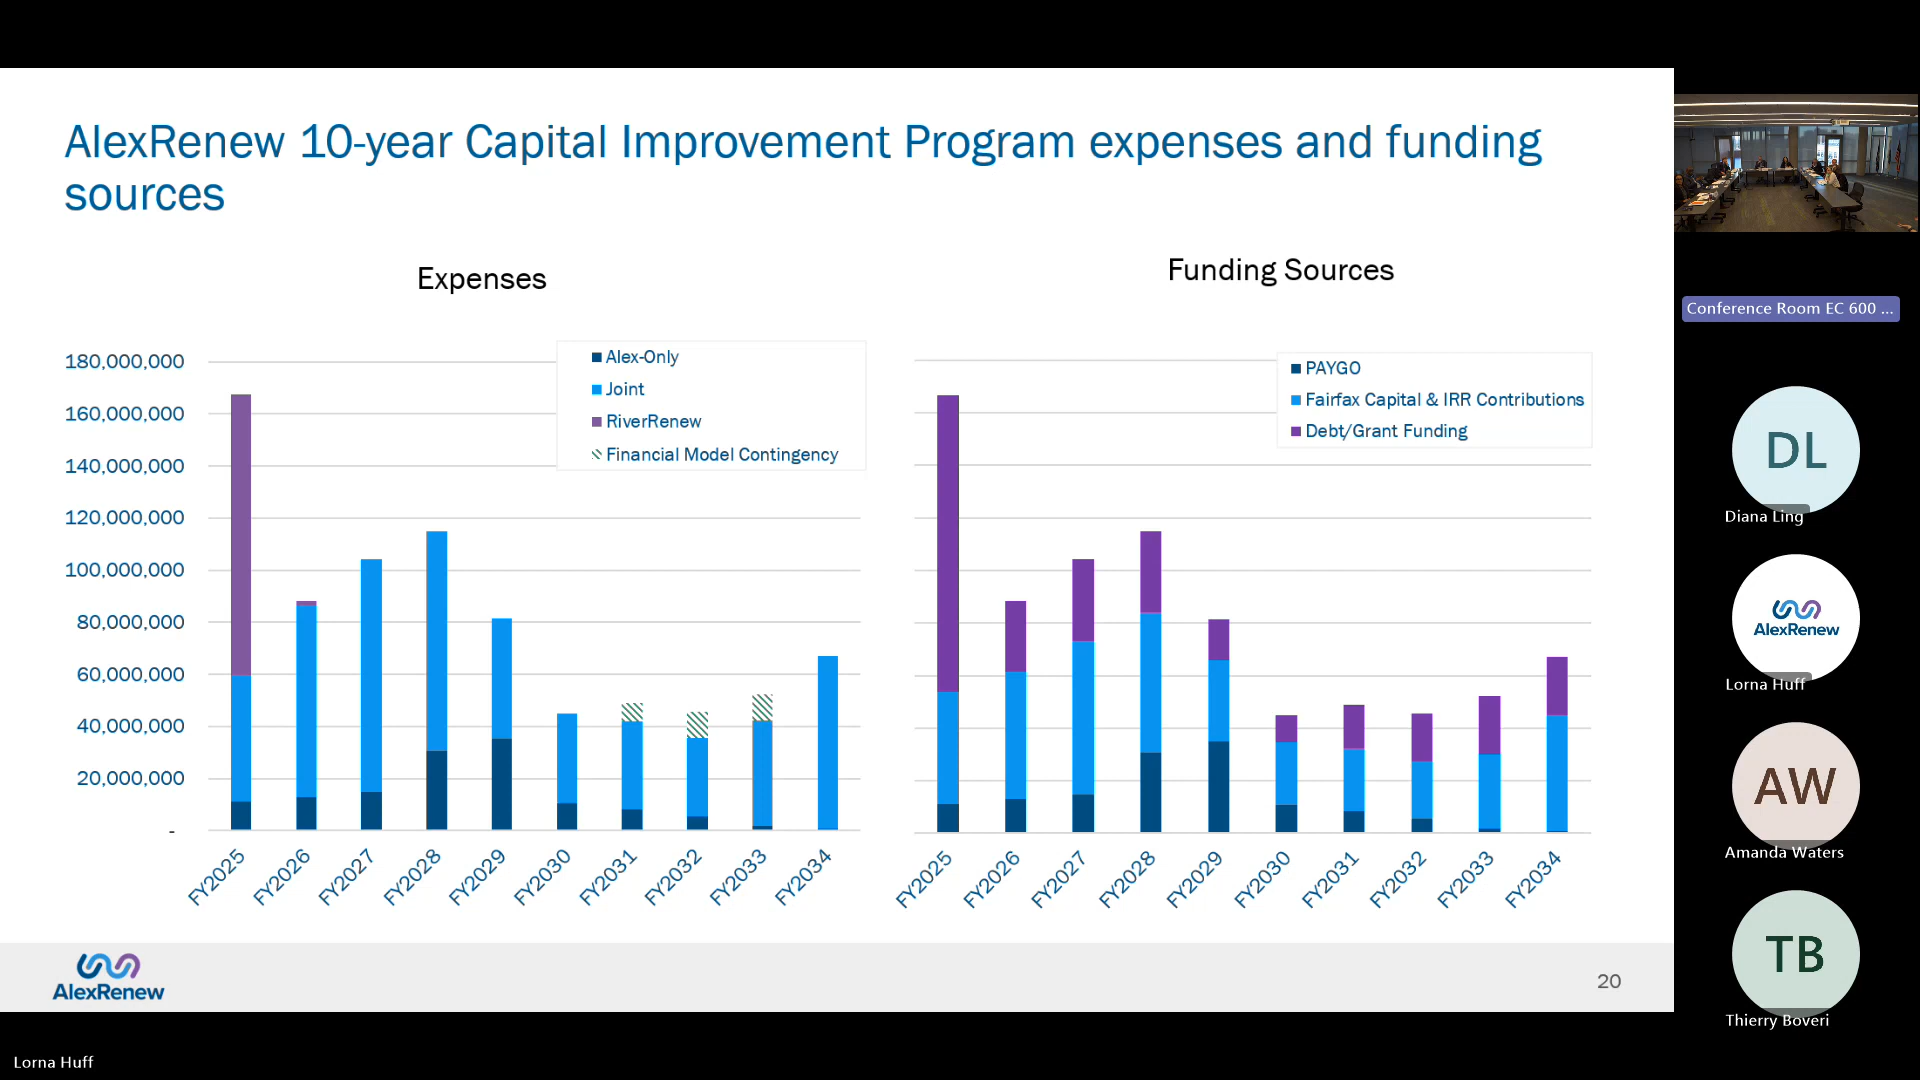 AlexRenew 10-year Capital Improvement Program expenses and funding
sources
Expenses
180,000,000
160,000,000
140,000,000
120,000,000
100,000,000
80,000,000
60,000,000
40,000,000
20,000,000
-
Alex-Only
Joint
RiverRenew
Financial Model Contingency
FY2025
FY2026
FY2027
FY2028
FY2029
FY2030
FY2031
FY2032
FY2033
FY2034
Funding Sources
PAYGO
Fairfax Capital & IRR Contributions
Debt/Grant Funding
FY2025
FY2026
FY2027
FY2028
FY2029
FY2030
FY2031
FY2032
FY2033
FY2034
AlexRenew
20
Conference Room EC 600 ...
DL
Diana Ling
AlexRenew
Lorna Huff
AW
Amanda Waters
TB
Thierry Boveri
Lorna Huff